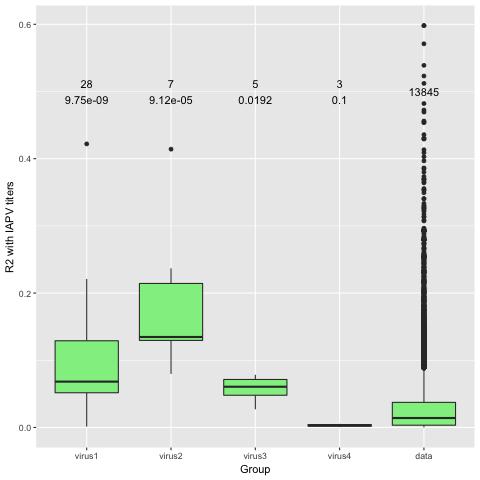 0.6
28 7 5 3 13845
9.75e-09 9.12e-05 0.0192 0.1
0.4
R2 with IAPV titers
0.2
0.0
virus1 virus2 virus3 virus4 data
Group